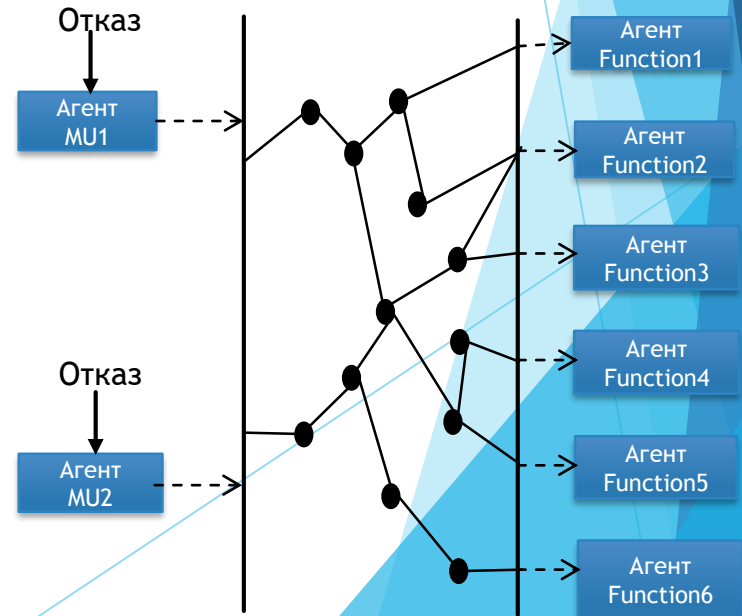 Отказ
Агент
MU1
Отказ
Агент
MU2
Агент
Function1
Агент
Function2
Агент
Function3
Агент
Function4
Агент
Function5
Агент
Function6